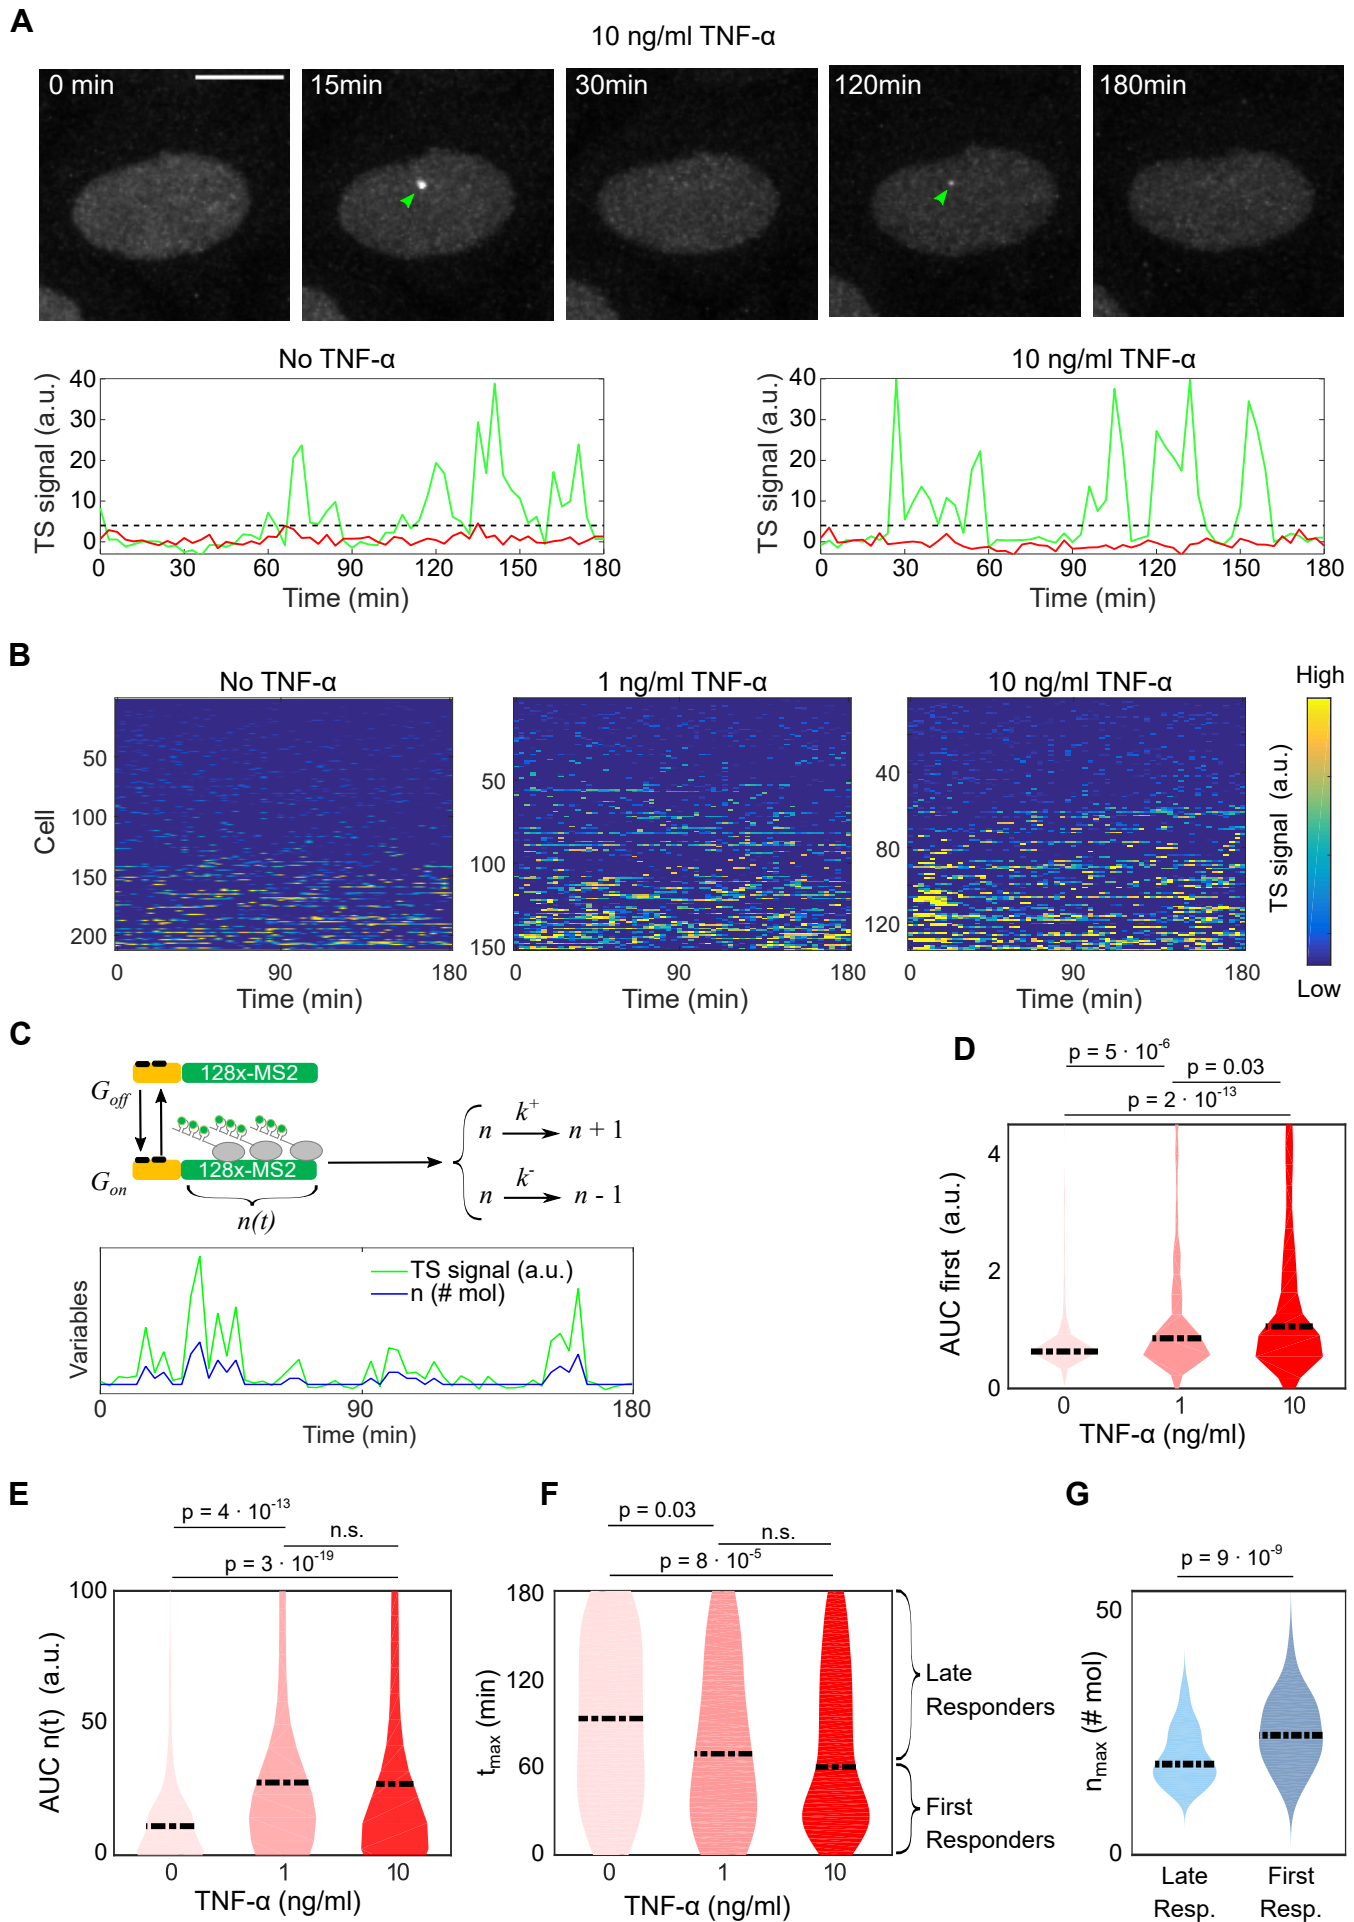 A
10 ng/ml TNF-α
0 min
15min
30min
120min
180min
No TNF-α
10 ng/ml TNF-α
TS signal (a.u.)
40
30
20
10
0
0 30 60 90 120 150 180
Time (min)
TS signal (a.u.)
40
30
20
10
0
0 30 60 90 120 150 180
Time (min)
B
No TNF-α
1 ng/ml TNF-α
10 ng/ml TNF-α
High
Cell
50
100
150
200
0 90 180
Time (min)
50
100
150
0 90 180
Time (min)
40
80
120
0 90 180
Time (min)
TS signal (a.u.)
Low
C
128x-MS2
G_off
G_on
128x-MS2
n(t)
n k⁺ n + 1
n k⁻ n - 1
Variables
TS signal (a.u.)
n (# mol)
0 90 180
Time (min)
D
p = 5 · 10⁻⁶
p = 0.03
p = 2 · 10⁻¹³
AUC first (a.u.)
4
2
0
0 1 10
TNF-α (ng/ml)
E
p = 4 · 10⁻¹³
n.s.
p = 3 · 10⁻¹⁹
AUC n(t) (a.u.)
100
50
0
0 1 10
TNF-α (ng/ml)
F
p = 0.03
n.s.
p = 8 · 10⁻⁵
t_max (min)
180
120
60
0
0 1 10
TNF-α (ng/ml)
Late
Responders
First
Responders
G
p = 9 · 10⁻⁹
n_max (# mol)
50
0
Late
Resp.
First
Resp.